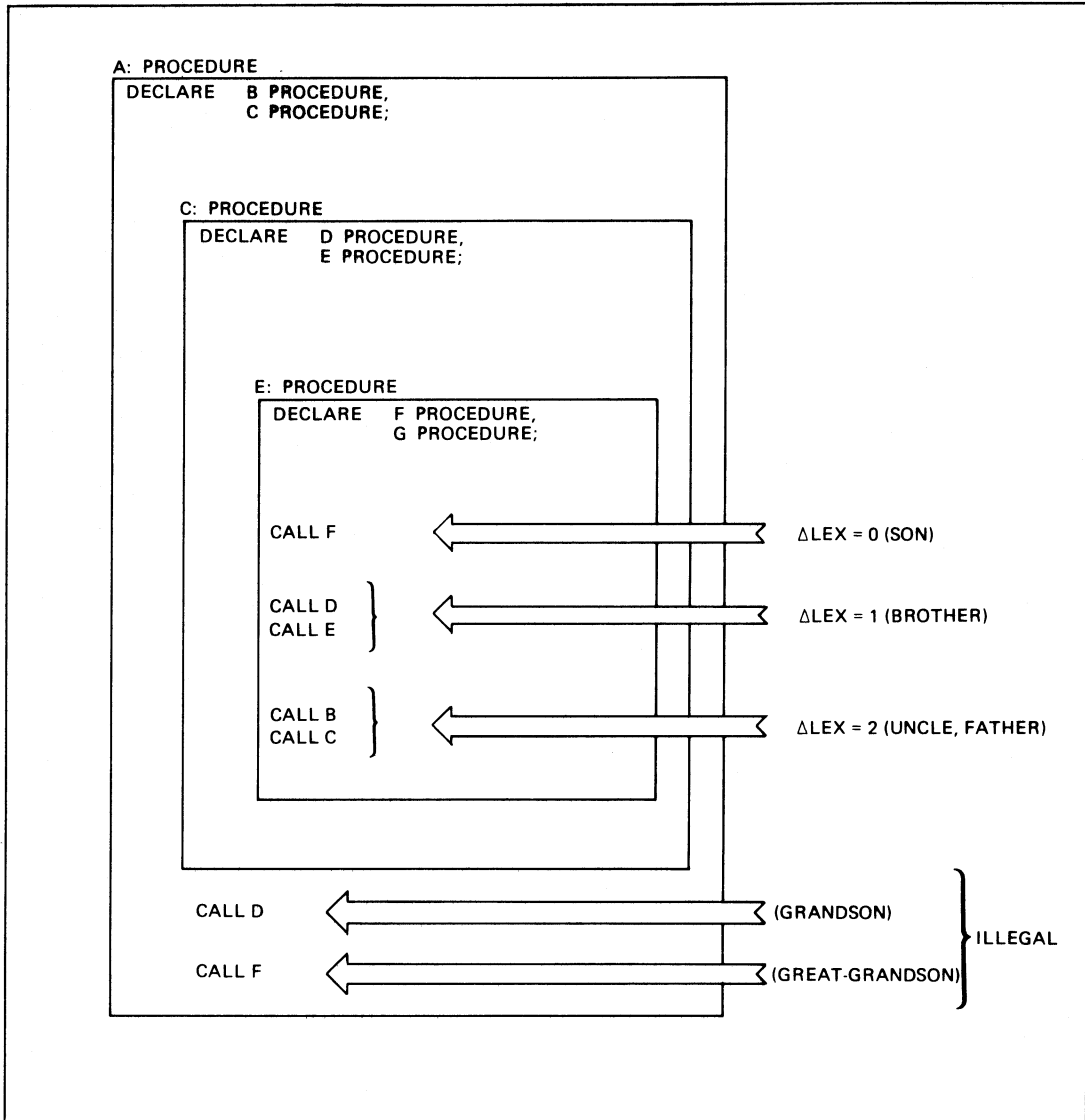 A: PROCEDURE
DECLARE B PROCEDURE,
C PROCEDURE;
C: PROCEDURE
DECLARE D PROCEDURE,
E PROCEDURE;
E: PROCEDURE
DECLARE F PROCEDURE,
G PROCEDURE;
CALL F ΔLEX = 0 (SON)
CALL D
CALL E
ΔLEX = 1 (BROTHER)
CALL B
CALL C
ΔLEX = 2 (UNCLE, FATHER)
CALL D (GRANDSON)
ILLEGAL
CALL F (GREAT-GRANDSON)